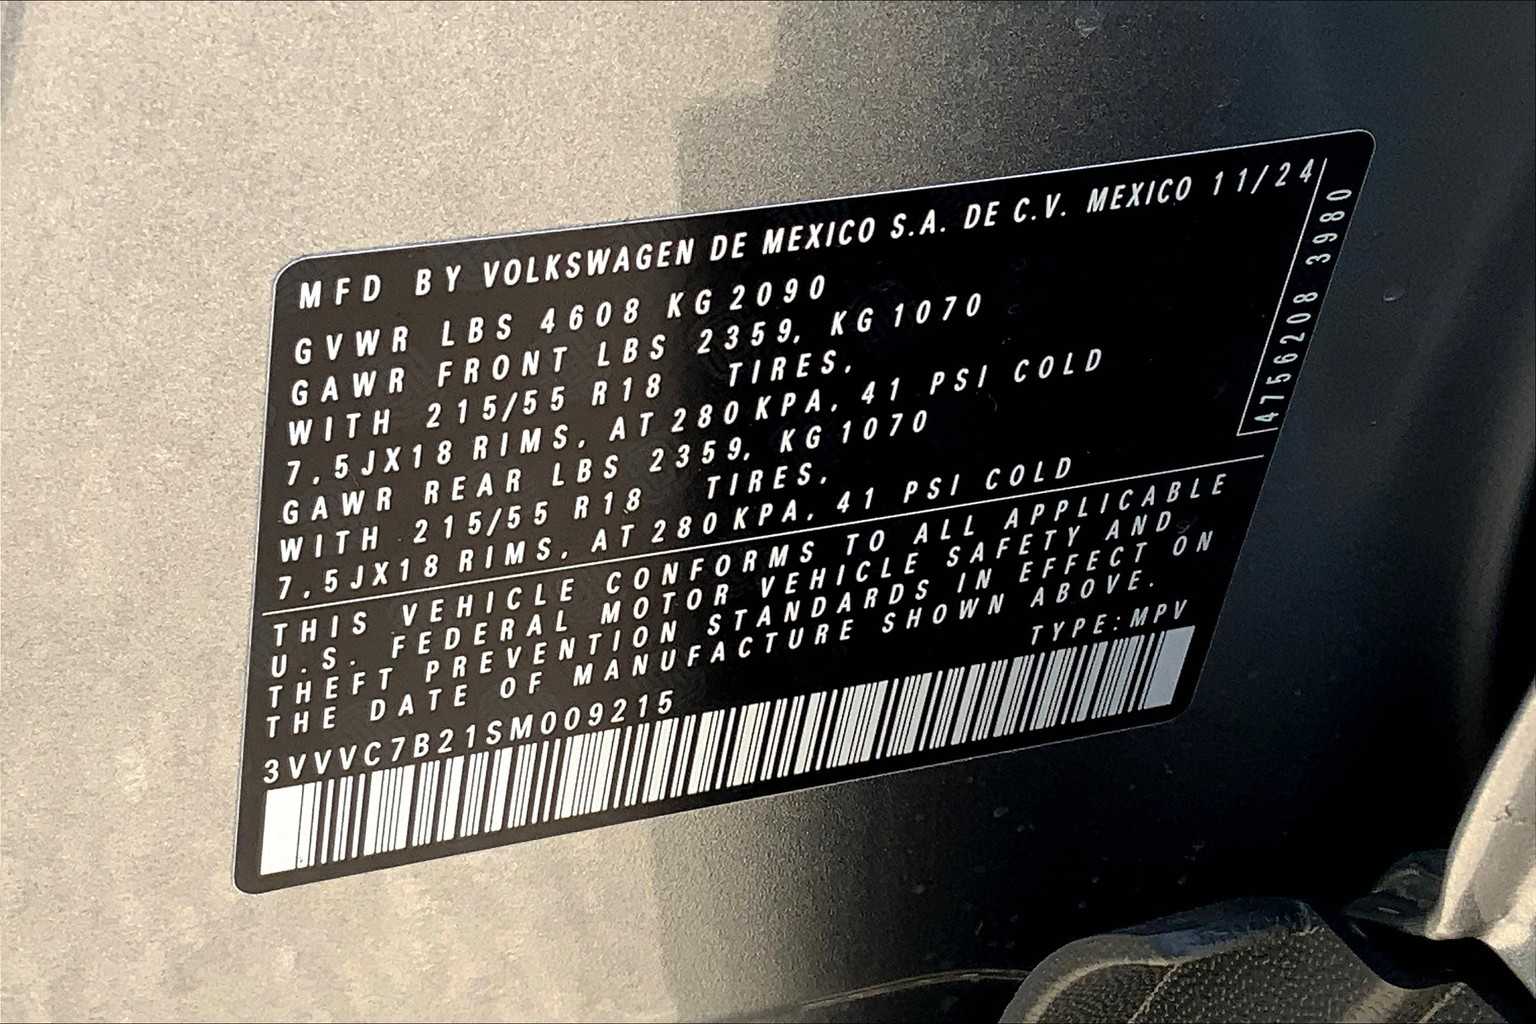 MFD BY VOLKSWAGEN DE MEXICO S.A. DE C.V. MEXICO 11/24
GVWR LBS 4608 KG 2090
GAWR FRONT LBS 2359, KG 1070
WITH 215/55 R18 TIRES,
7.5JX18 RIMS, AT 280 KPA, 41 PSI COLD
GAWR REAR LBS 2359, KG 1070
WITH 215/55 R18 TIRES,
7.5JX18 RIMS, AT 280 KPA, 41 PSI COLD
THIS VEHICLE CONFORMS TO ALL APPLICABLE
U.S. FEDERAL MOTOR VEHICLE SAFETY AND
THEFT PREVENTION STANDARDS IN EFFECT ON
THE DATE OF MANUFACTURE SHOWN ABOVE.
TYPE: MPV
3VVVC7B21SM009215
4756208 3980